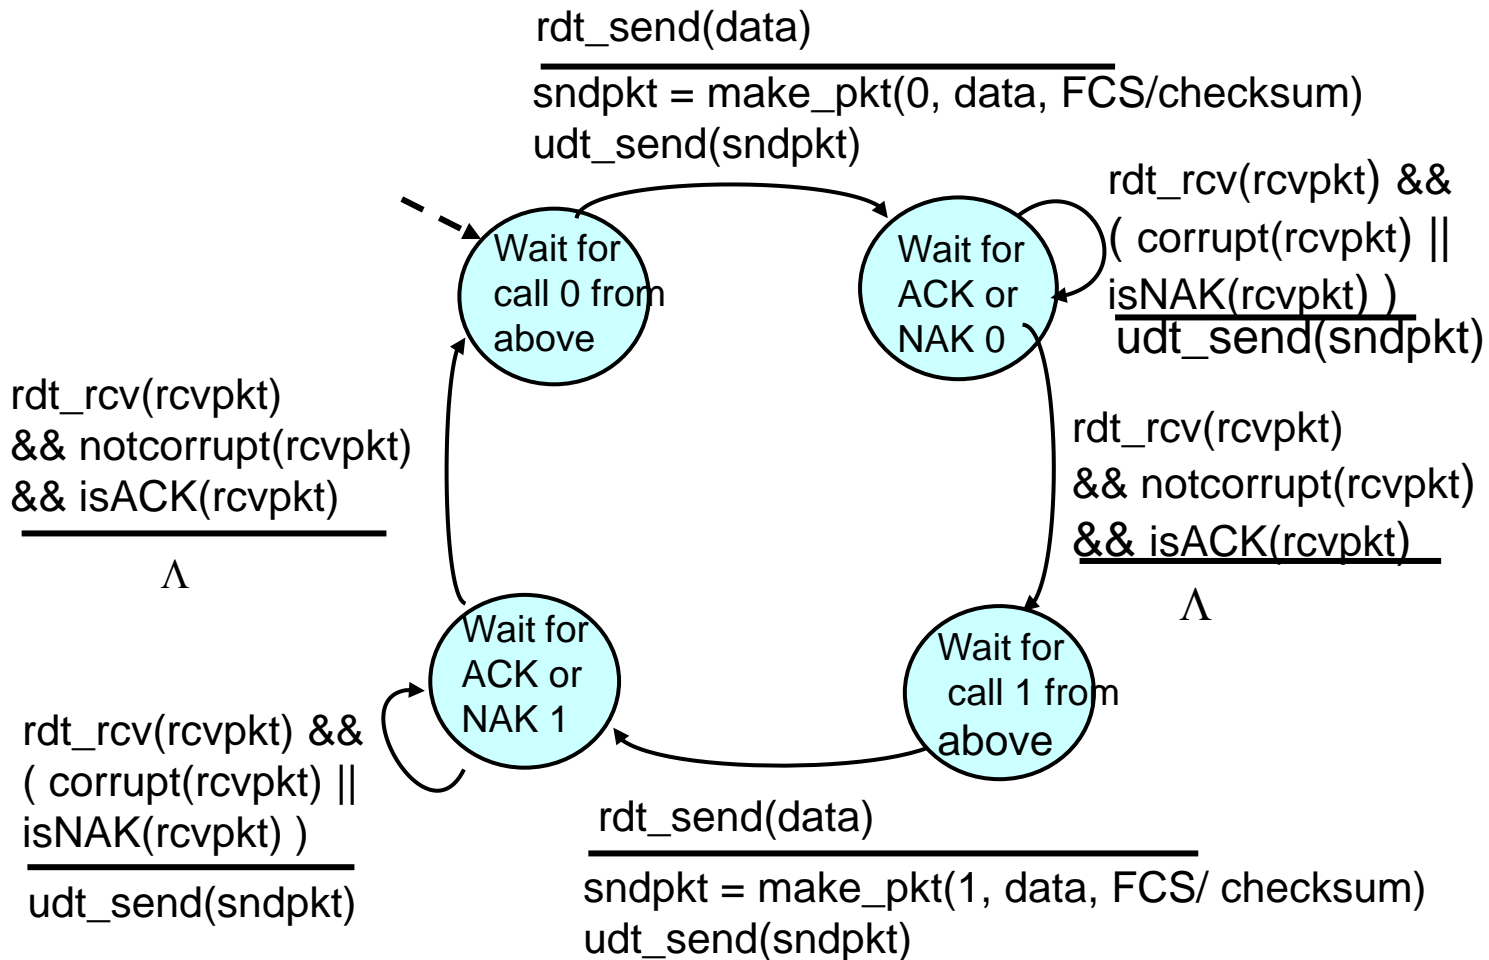 rdt_send(data)
sndpkt = make_pkt(0, data, FCS/checksum)
udt_send(sndpkt)
Wait for
call 0 from
above
Wait for
ACK or
NAK 0
rdt_rcv(rcvpkt) &&
( corrupt(rcvpkt) ||
isNAK(rcvpkt) )
udt_send(sndpkt)
rdt_rcv(rcvpkt)
&& notcorrupt(rcvpkt)
&& isACK(rcvpkt)
Λ
rdt_rcv(rcvpkt)
&& notcorrupt(rcvpkt)
&& isACK(rcvpkt)
Λ
Wait for
ACK or
NAK 1
Wait for
call 1 from
above
rdt_rcv(rcvpkt) &&
( corrupt(rcvpkt) ||
isNAK(rcvpkt) )
udt_send(sndpkt)
rdt_send(data)
sndpkt = make_pkt(1, data, FCS/ checksum)
udt_send(sndpkt)